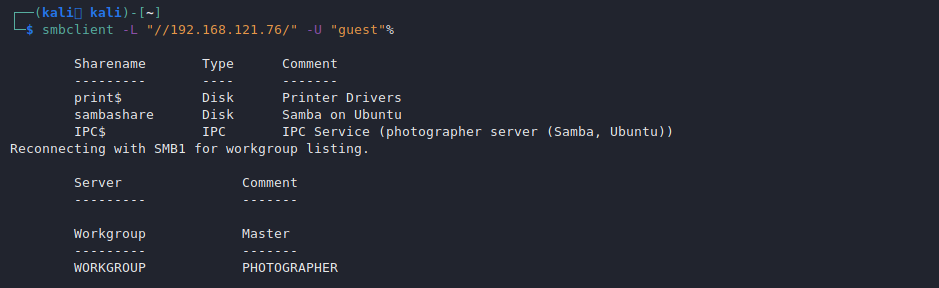 ┌──(kali㉿ kali)-[~]
└─$ smbclient -L "//192.168.121.76/" -U "guest"%
Sharename Type Comment
--------- ---- -------
print$ Disk Printer Drivers
sambashare Disk Samba on Ubuntu
IPC$ IPC IPC Service (photographer server (Samba, Ubuntu))
Reconnecting with SMB1 for workgroup listing.
Server Comment
--------- -------
Workgroup Master
--------- -------
WORKGROUP PHOTOGRAPHER